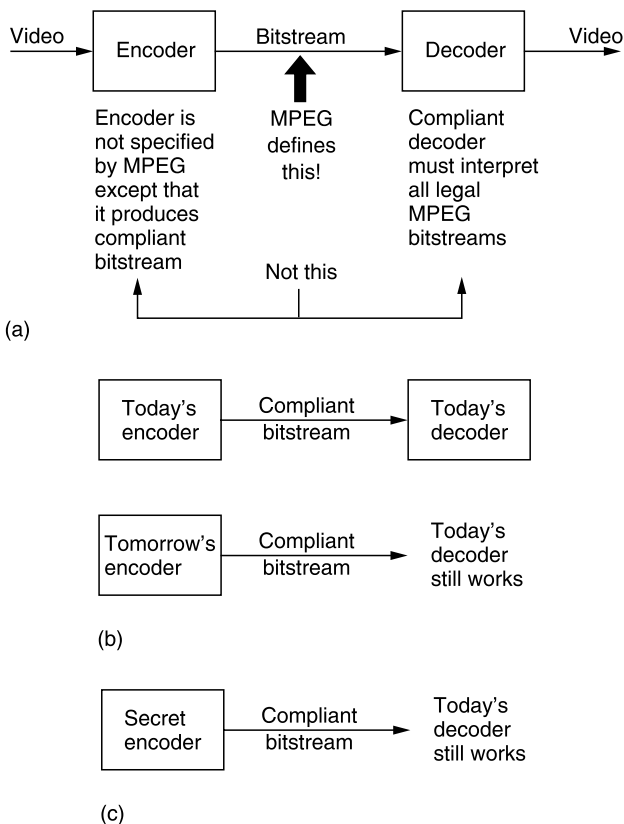 Video
Encoder
Bitstream
Decoder
Video
Encoder is
not specified
by MPEG
except that
it produces
compliant
bitstream
MPEG
defines
this!
Compliant
decoder
must interpret
all legal
MPEG
bitstreams
Not this
(a)
Today’s
encoder
Compliant
bitstream
Today’s
decoder
Tomorrow’s
encoder
Compliant
bitstream
Today’s
decoder
still works
(b)
Secret
encoder
Compliant
bitstream
Today’s
decoder
still works
(c)